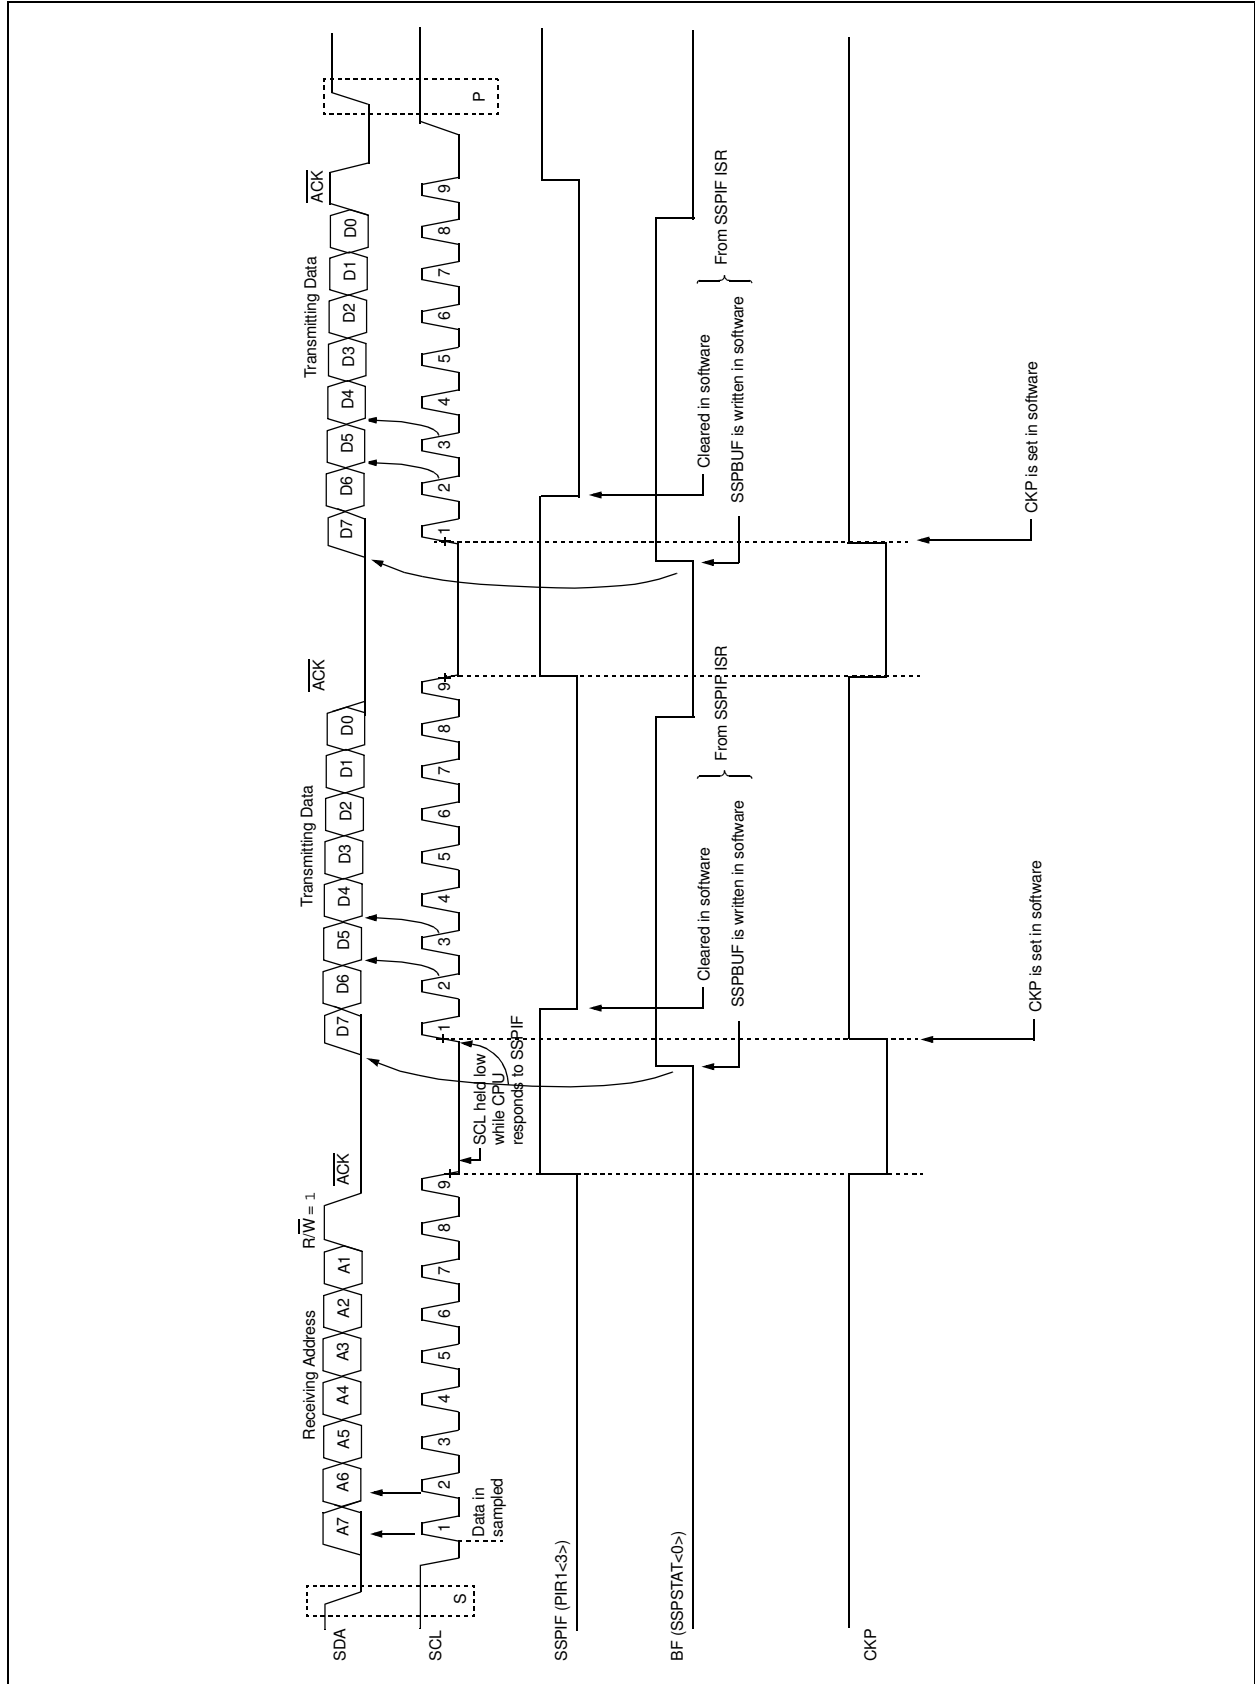 Receiving Address
R/W = 1
ACK
Transmitting Data
ACK
Transmitting Data
ACK
SDA
A7 A6 A5 A4 A3 A2 A1
D7 D6 D5 D4 D3 D2 D1 D0
D7 D6 D5 D4 D3 D2 D1 D0
SCL
1 2 3 4 5 6 7 8 9
1 2 3 4 5 6 7 8 9
1 2 3 4 5 6 7 8 9
S
P
Data in
sampled
SCL held low
while CPU
responds to SSPIF
SSPIF (PIR1<3>)
BF (SSPSTAT<0>)
Cleared in software
SSPBUF is written in software
From SSPIF ISR
Cleared in software
SSPBUF is written in software
From SSPIF ISR
CKP
CKP is set in software
CKP is set in software